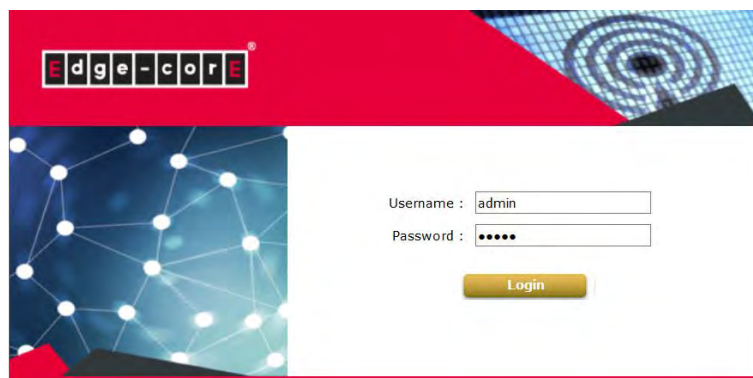 Edge-corE®
Username : admin
Password : •••••
Login